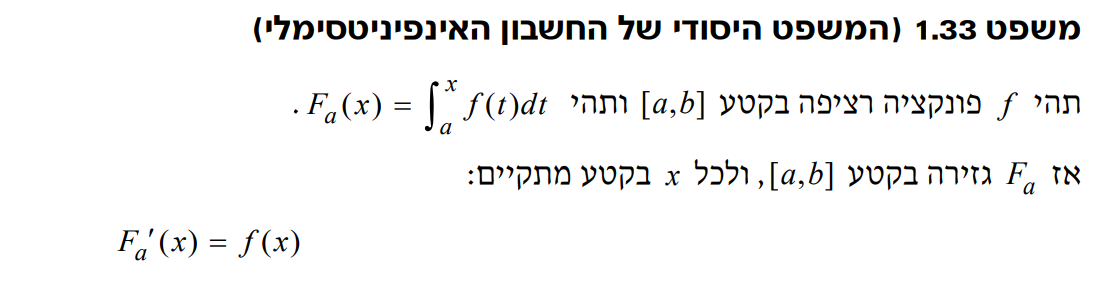 משפט 1.33 (המשפט היסודי של החשבון האינפיניטסימלי)
תהי f פונקציה רציפה בקטע [a,b] ותהי F_a(x) = ∫_a^x f(t)dt .
אז F_a גזירה בקטע [a,b], ולכל x בקטע מתקיים:
F_a'(x) = f(x)